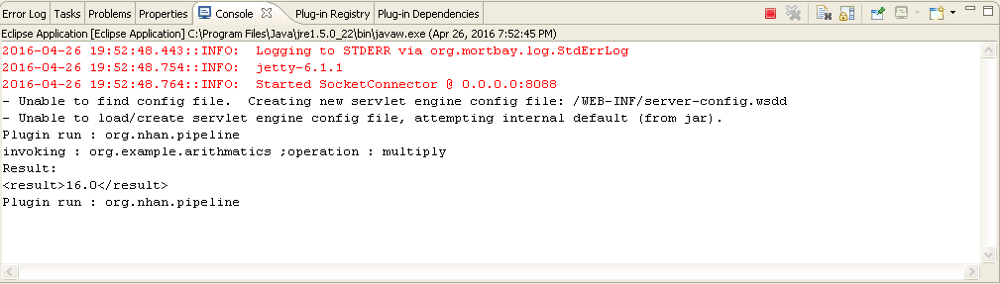 Error Log Tasks Problems Properties Console Plug-in Registry Plug-in Dependencies
Eclipse Application [Eclipse Application] C:\Program Files\Java\jre1.5.0_22\bin\javaw.exe (Apr 26, 2016 7:52:45 PM)
2016-04-26 19:52:48.443::INFO:  Logging to STDERR via org.mortbay.log.StdErrLog
2016-04-26 19:52:48.754::INFO:  jetty-6.1.1
2016-04-26 19:52:48.764::INFO:  Started SocketConnector @ 0.0.0.0:8088
- Unable to find config file.  Creating new servlet engine config file: /WEB-INF/server-config.wsdd
- Unable to load/create servlet engine config file, attempting internal default (from jar).
Plugin run : org.nhan.pipeline
invoking : org.example.arithmatics ;operation : multiply
Result:
<result>16.0</result>
Plugin run : org.nhan.pipeline